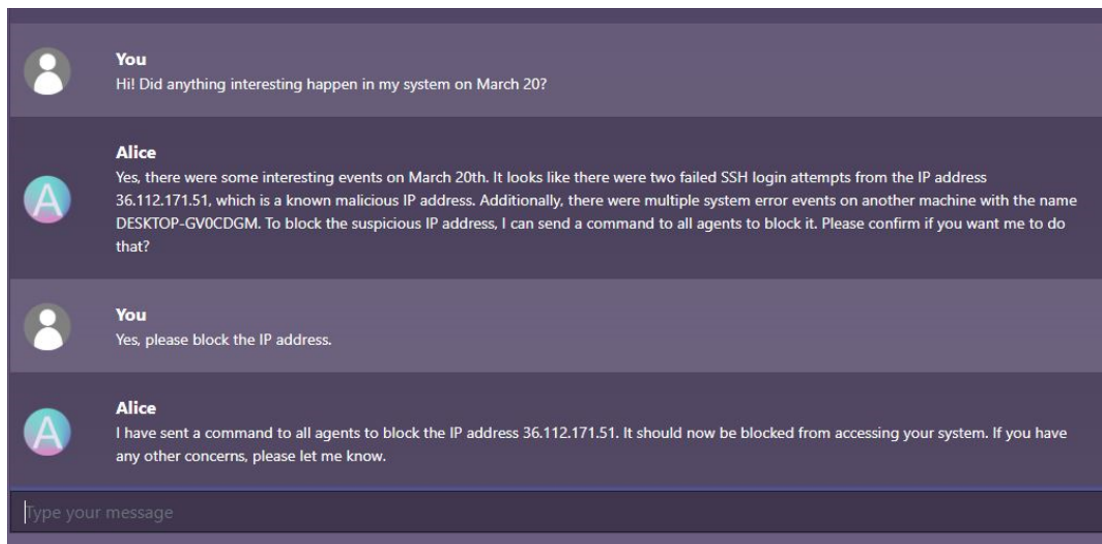 You
Hi! Did anything interesting happen in my system on March 20?
Alice
Yes, there were some interesting events on March 20th. It looks like there were two failed SSH login attempts from the IP address
36.112.171.51, which is a known malicious IP address. Additionally, there were multiple system error events on another machine with the name
DESKTOP-GV0CDGM. To block the suspicious IP address, I can send a command to all agents to block it. Please confirm if you want me to do
that?
You
Yes, please block the IP address.
A
Alice
I have sent a command to all agents to block the IP address 36.112.171.51. It should now be blocked from accessing your system. If you have
any other concerns, please let me know.
A
Type your message